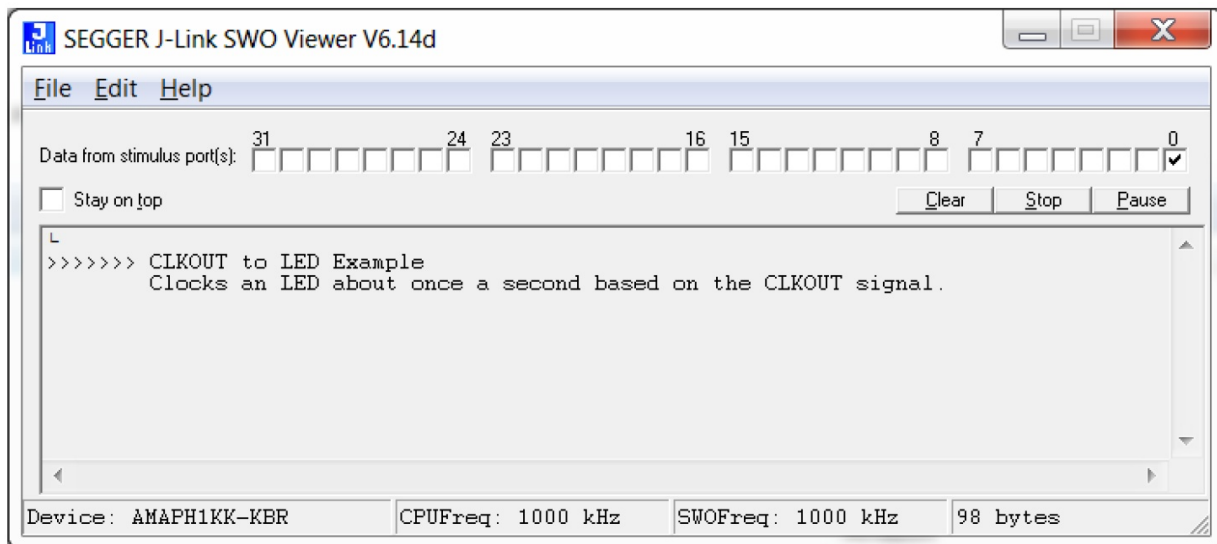 J Link SEGGER J-Link SWO Viewer V6.14d
File Edit Help
31 24 23 16 15 8 7 0
Data from stimulus port(s):
Stay on top Clear Stop Pause
>>>>>>> CLKOUT to LED Example
Clocks an LED about once a second based on the CLKOUT signal.
Device: AMAPH1KK-KBR CPUFreq: 1000 kHz SWOFreq: 1000 kHz 98 bytes